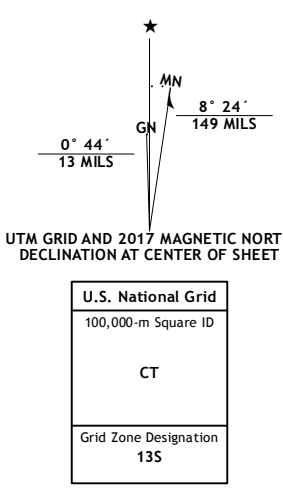 ★
MN
GN
8° 24´
149 MILS
0° 44´
13 MILS
UTM GRID AND 2017 MAGNETIC NORT
DECLINATION AT CENTER OF SHEET
U.S. National Grid
100,000-m Square ID
CT
Grid Zone Designation
13S